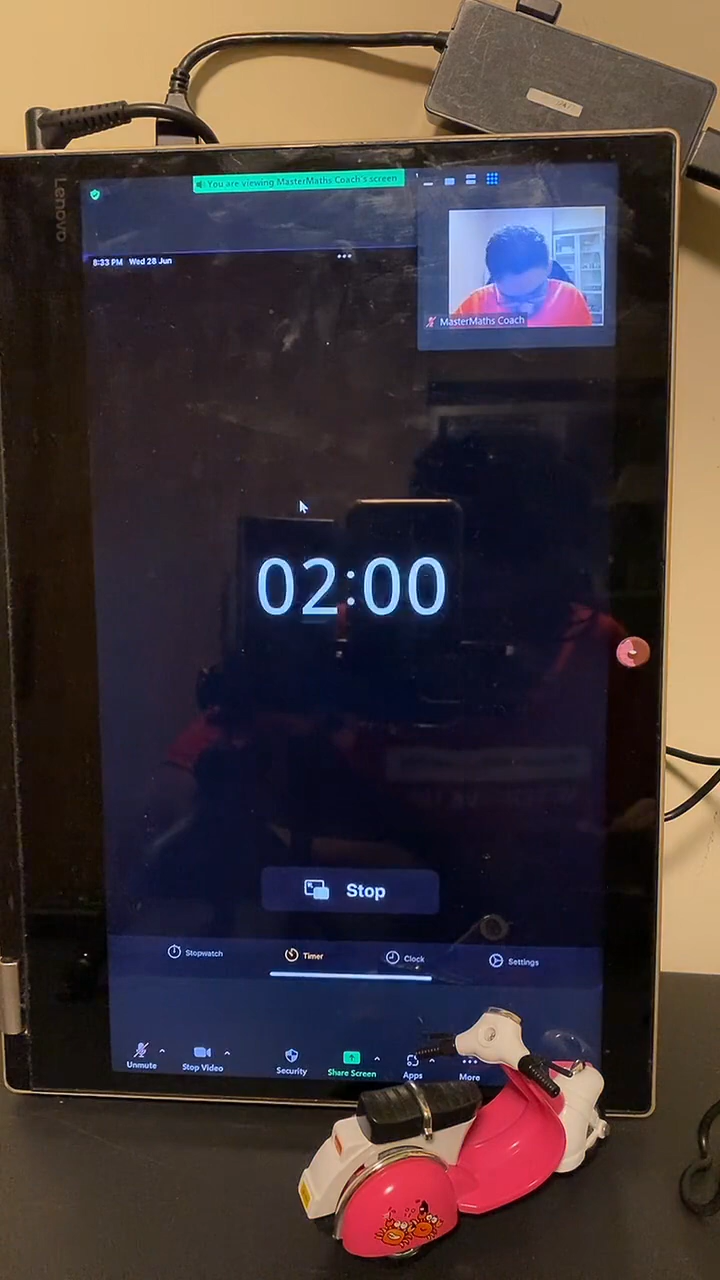 Lenovo
You are viewing MasterMaths Coach's screen
8:33 PM Wed 28 Jun
MasterMaths Coach
02:00
Stop
Stopwatch
Timer
Clock
Settings
Unmute
Stop Video
Security
Share Screen
Apps
More